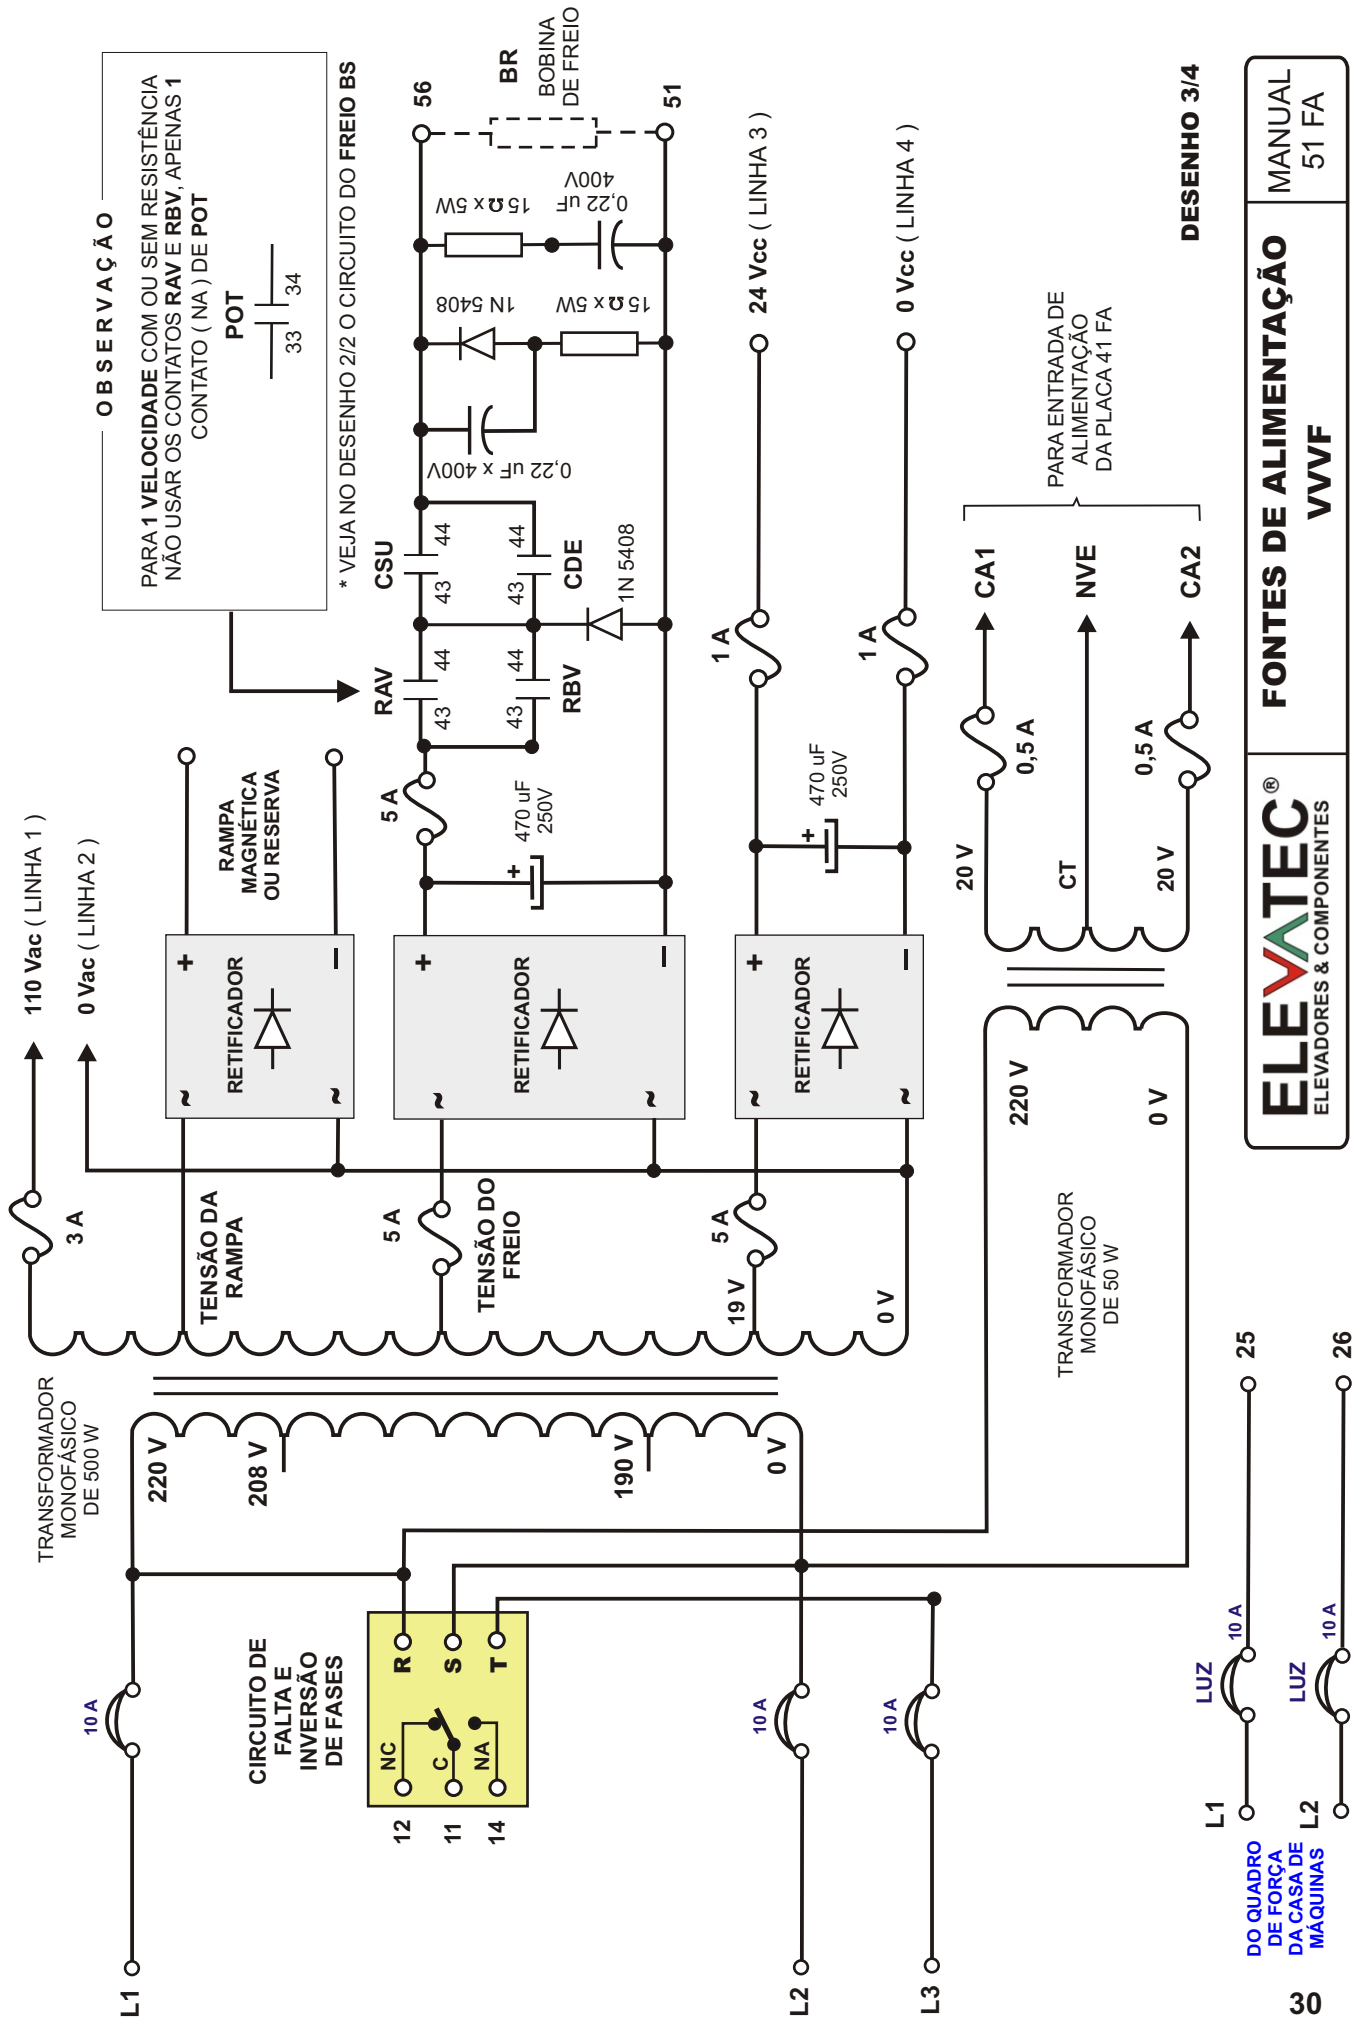 OBSERVAÇÃO
PARA 1 VELOCIDADE COM OU SEM RESISTÊNCIA
NÃO USAR OS CONTATOS RAV E RBV, APENAS 1
CONTATO ( NA ) DE POT
POT
33
34
* VEJA NO DESENHO 2/2 O CIRCUITO DO FREIO BS
TRANSFORMADOR
MONOFÁSICO
DE 500 W
3 A
110 Vac ( LINHA 1 )
0 Vac ( LINHA 2 )
L1
10 A
220 V
208 V
190 V
0 V
TENSÃO DA
RAMPA
~
+
RETIFICADOR
~
−
RAMPA
MAGNÉTICA
OU RESERVA
CIRCUITO DE
FALTA E
INVERSÃO
DE FASES
12
NC
R
11
C
S
14
NA
T
5 A
TENSÃO DO
FREIO
~
+
RETIFICADOR
~
−
5 A
+
470 uF
250V
RAV
43
44
43
44
RBV
CSU
43
44
43
44
CDE
1N 5408
0,22 uF x 400V
1N 5408
15Ω x 5W
15Ω x 5W
0,22 uF
400V
56
BR
BOBINA
DE FREIO
51
5 A
19 V
0 V
~
+
RETIFICADOR
~
−
+
470 uF
250V
1 A
24 Vcc ( LINHA 3 )
1 A
0 Vcc ( LINHA 4 )
L2
10 A
L3
10 A
TRANSFORMADOR
MONOFÁSICO
DE 50 W
220 V
0 V
20 V
CT
20 V
0,5 A
0,5 A
CA1
NVE
CA2
PARA ENTRADA DE
ALIMENTAÇÃO
DA PLACA 41 FA
DESENHO 3/4
DO QUADRO
DE FORÇA
DA CASA DE
MÁQUINAS
L1
LUZ
10 A
25
L2
LUZ
10 A
26
ELEVATEC®
ELEVADORES & COMPONENTES
FONTES DE ALIMENTAÇÃO
VVVF
MANUAL
51 FA
30